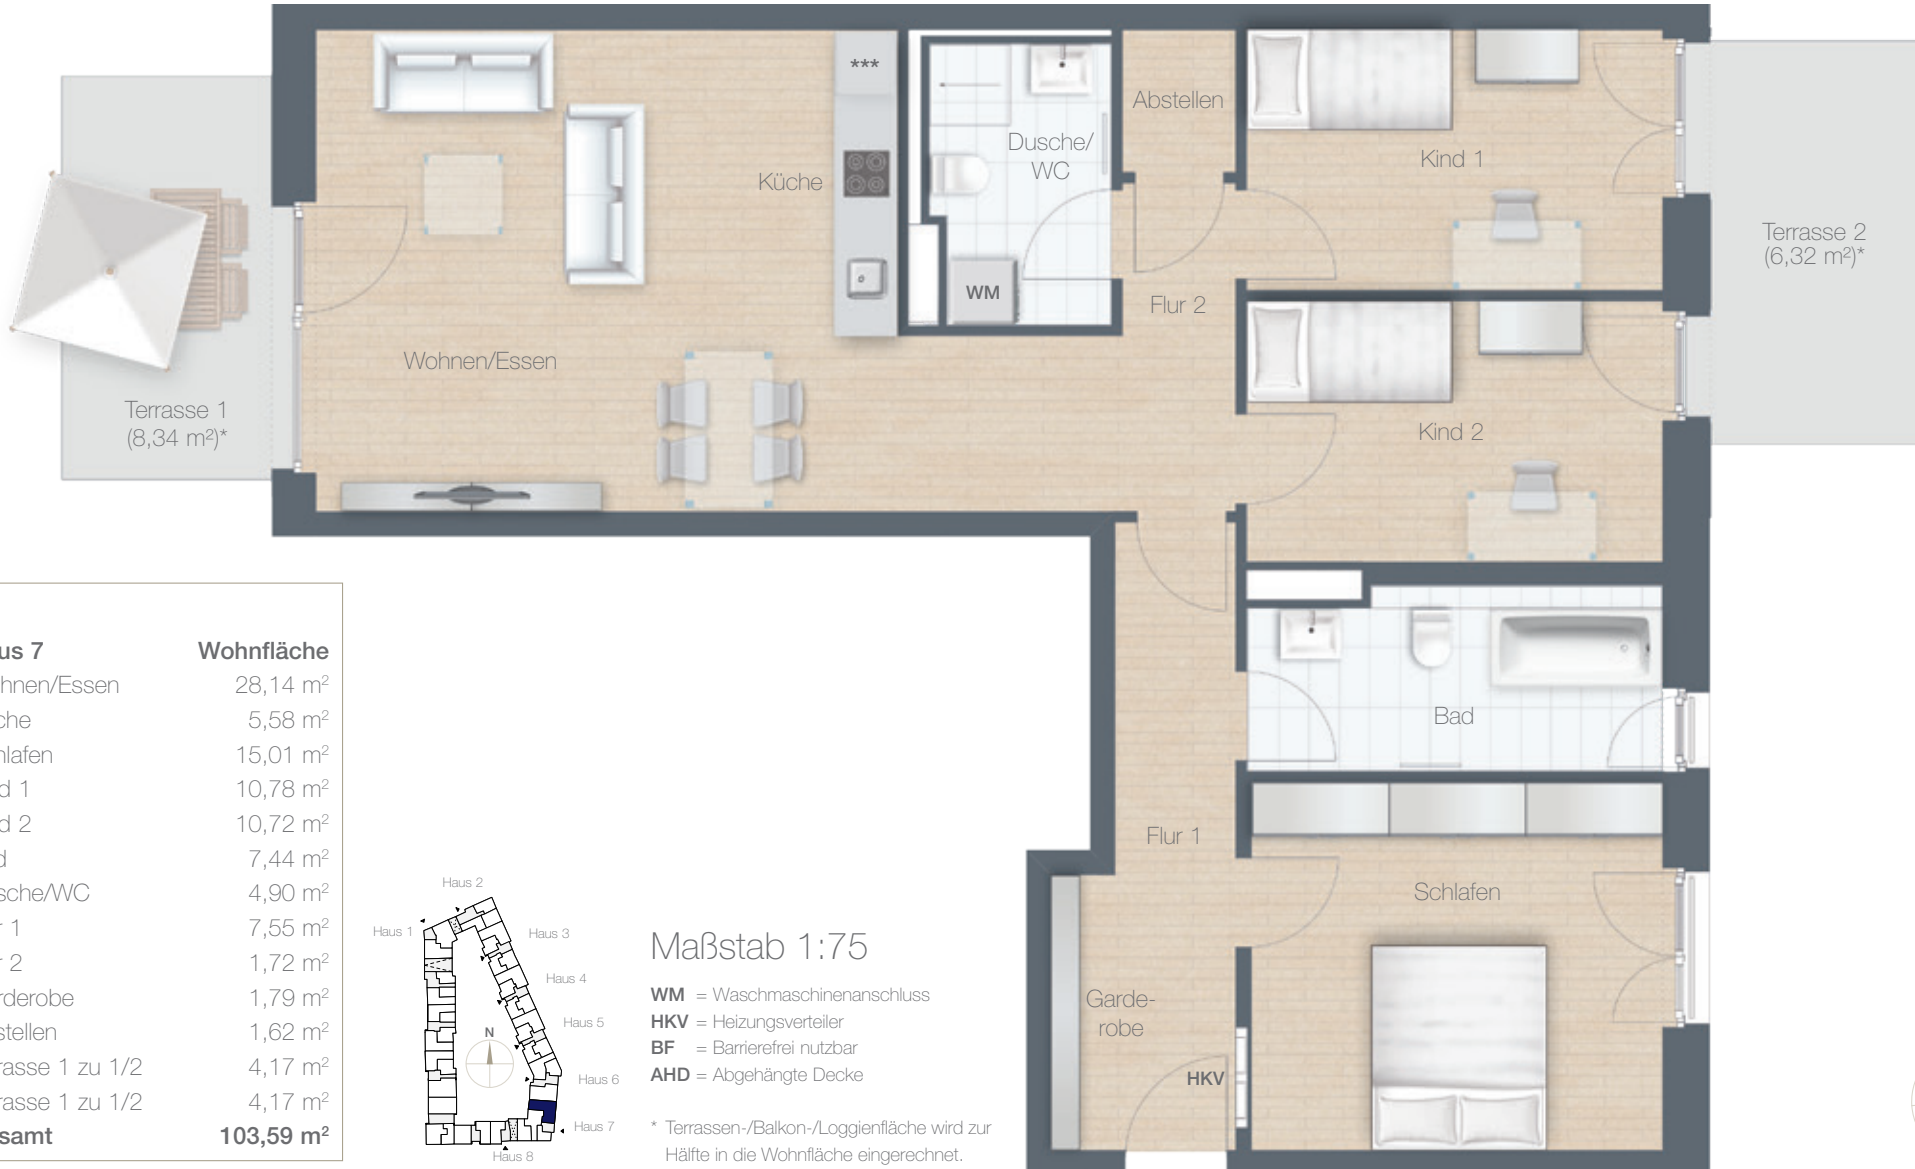 ***
Abstellen
Dusche/
WC
Kind 1
Küche
WM
Flur 2
Terrasse 2
(6,32 m²)*
Wohnen/Essen
Terrasse 1
(8,34 m²)*
Kind 2
Bad
Flur 1
Schlafen
Garde-
robe
HKV
us 7 Wohnfläche
hnen/Essen 28,14 m²
che 5,58 m²
hlafen 15,01 m²
d 1 10,78 m²
d 2 10,72 m²
d 7,44 m²
sche/WC 4,90 m²
r 1 7,55 m²
r 2 1,72 m²
rderobe 1,79 m²
stellen 1,62 m²
rasse 1 zu 1/2 4,17 m²
rasse 1 zu 1/2 4,17 m²
samt 103,59 m²
Haus 2
Haus 1
Haus 3
Haus 4
Haus 5
N
Haus 6
Haus 7
Haus 8
Maßstab 1:75
WM = Waschmaschinenanschluss
HKV = Heizungsverteiler
BF = Barrierefrei nutzbar
AHD = Abgehängte Decke
* Terrassen-/Balkon-/Loggienfläche wird zur
Hälfte in die Wohnfläche eingerechnet.